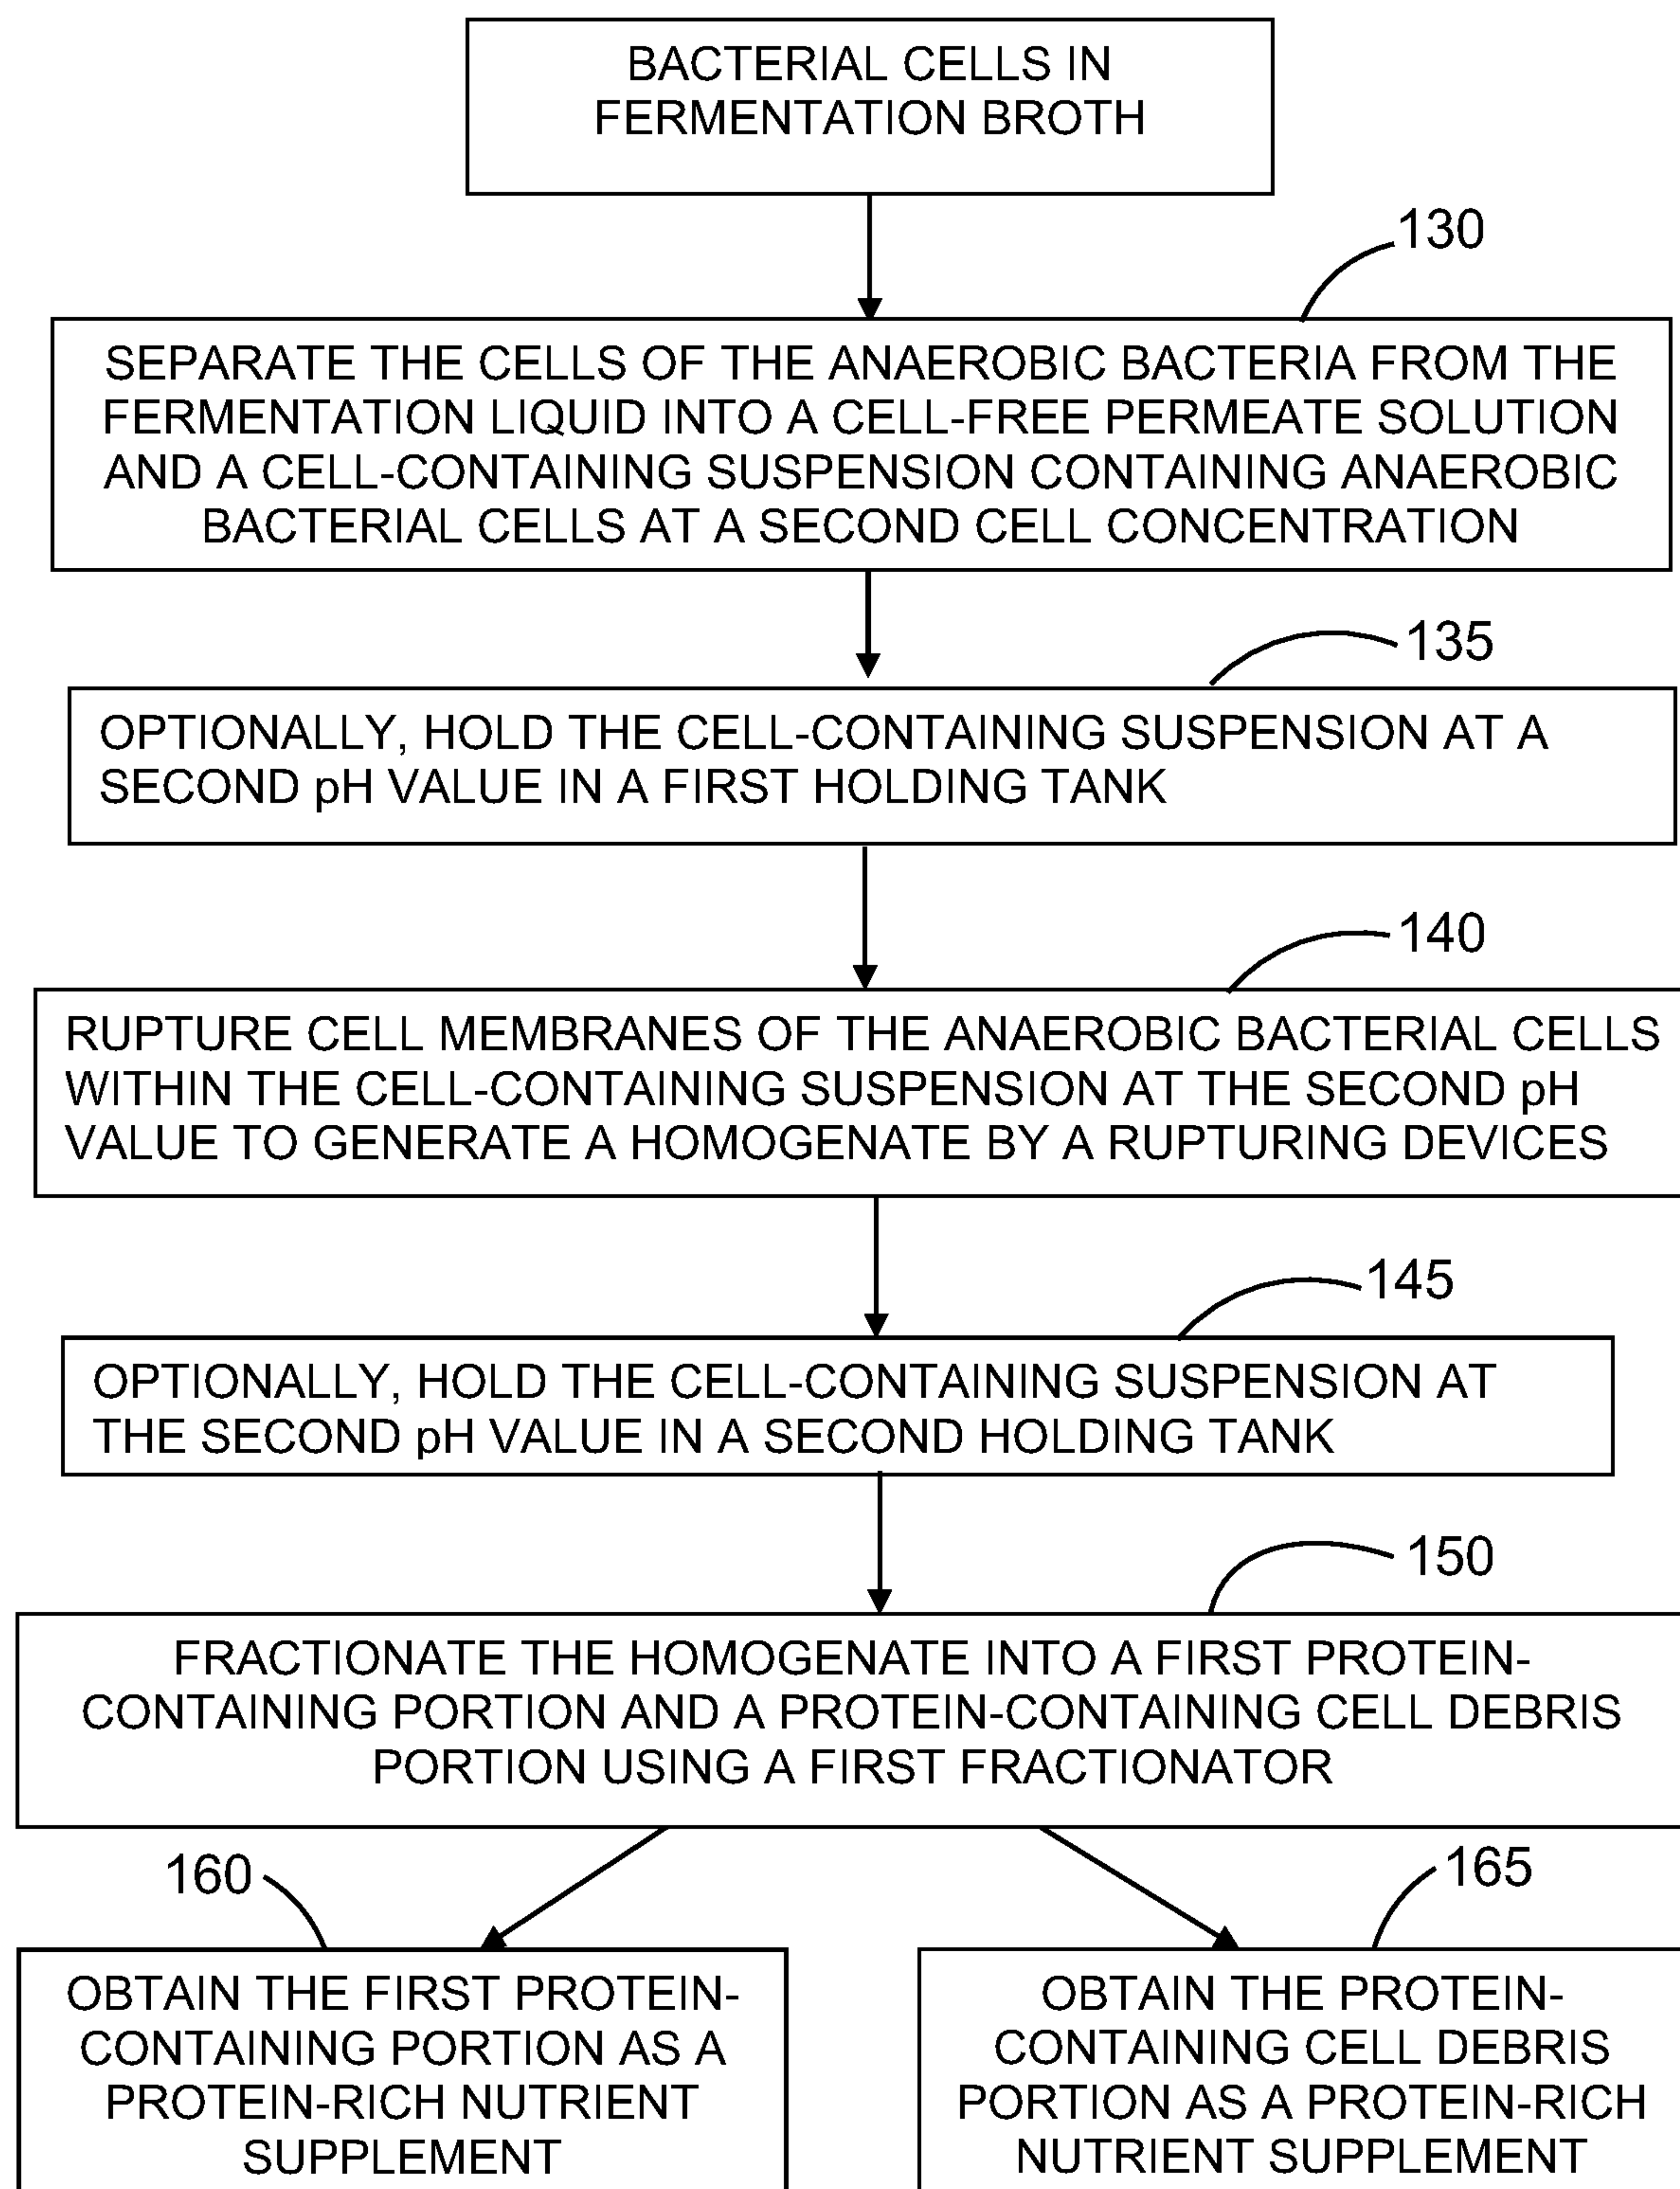 BACTERIAL CELLS IN
FERMENTATION BROTH
130
SEPARATE THE CELLS OF THE ANAEROBIC BACTERIA FROM THE
FERMENTATION LIQUID INTO A CELL-FREE PERMEATE SOLUTION
AND A CELL-CONTAINING SUSPENSION CONTAINING ANAEROBIC
BACTERIAL CELLS AT A SECOND CELL CONCENTRATION
135
OPTIONALLY, HOLD THE CELL-CONTAINING SUSPENSION AT A
SECOND pH VALUE IN A FIRST HOLDING TANK
140
RUPTURE CELL MEMBRANES OF THE ANAEROBIC BACTERIAL CELLS
WITHIN THE CELL-CONTAINING SUSPENSION AT THE SECOND pH
VALUE TO GENERATE A HOMOGENATE BY A RUPTURING DEVICES
145
OPTIONALLY, HOLD THE CELL-CONTAINING SUSPENSION AT
THE SECOND pH VALUE IN A SECOND HOLDING TANK
150
FRACTIONATE THE HOMOGENATE INTO A FIRST PROTEIN-
CONTAINING PORTION AND A PROTEIN-CONTAINING CELL DEBRIS
PORTION USING A FIRST FRACTIONATOR
160
OBTAIN THE FIRST PROTEIN-
CONTAINING PORTION AS A
PROTEIN-RICH NUTRIENT
SUPPLEMENT
165
OBTAIN THE PROTEIN-
CONTAINING CELL DEBRIS
PORTION AS A PROTEIN-RICH
NUTRIENT SUPPLEMENT